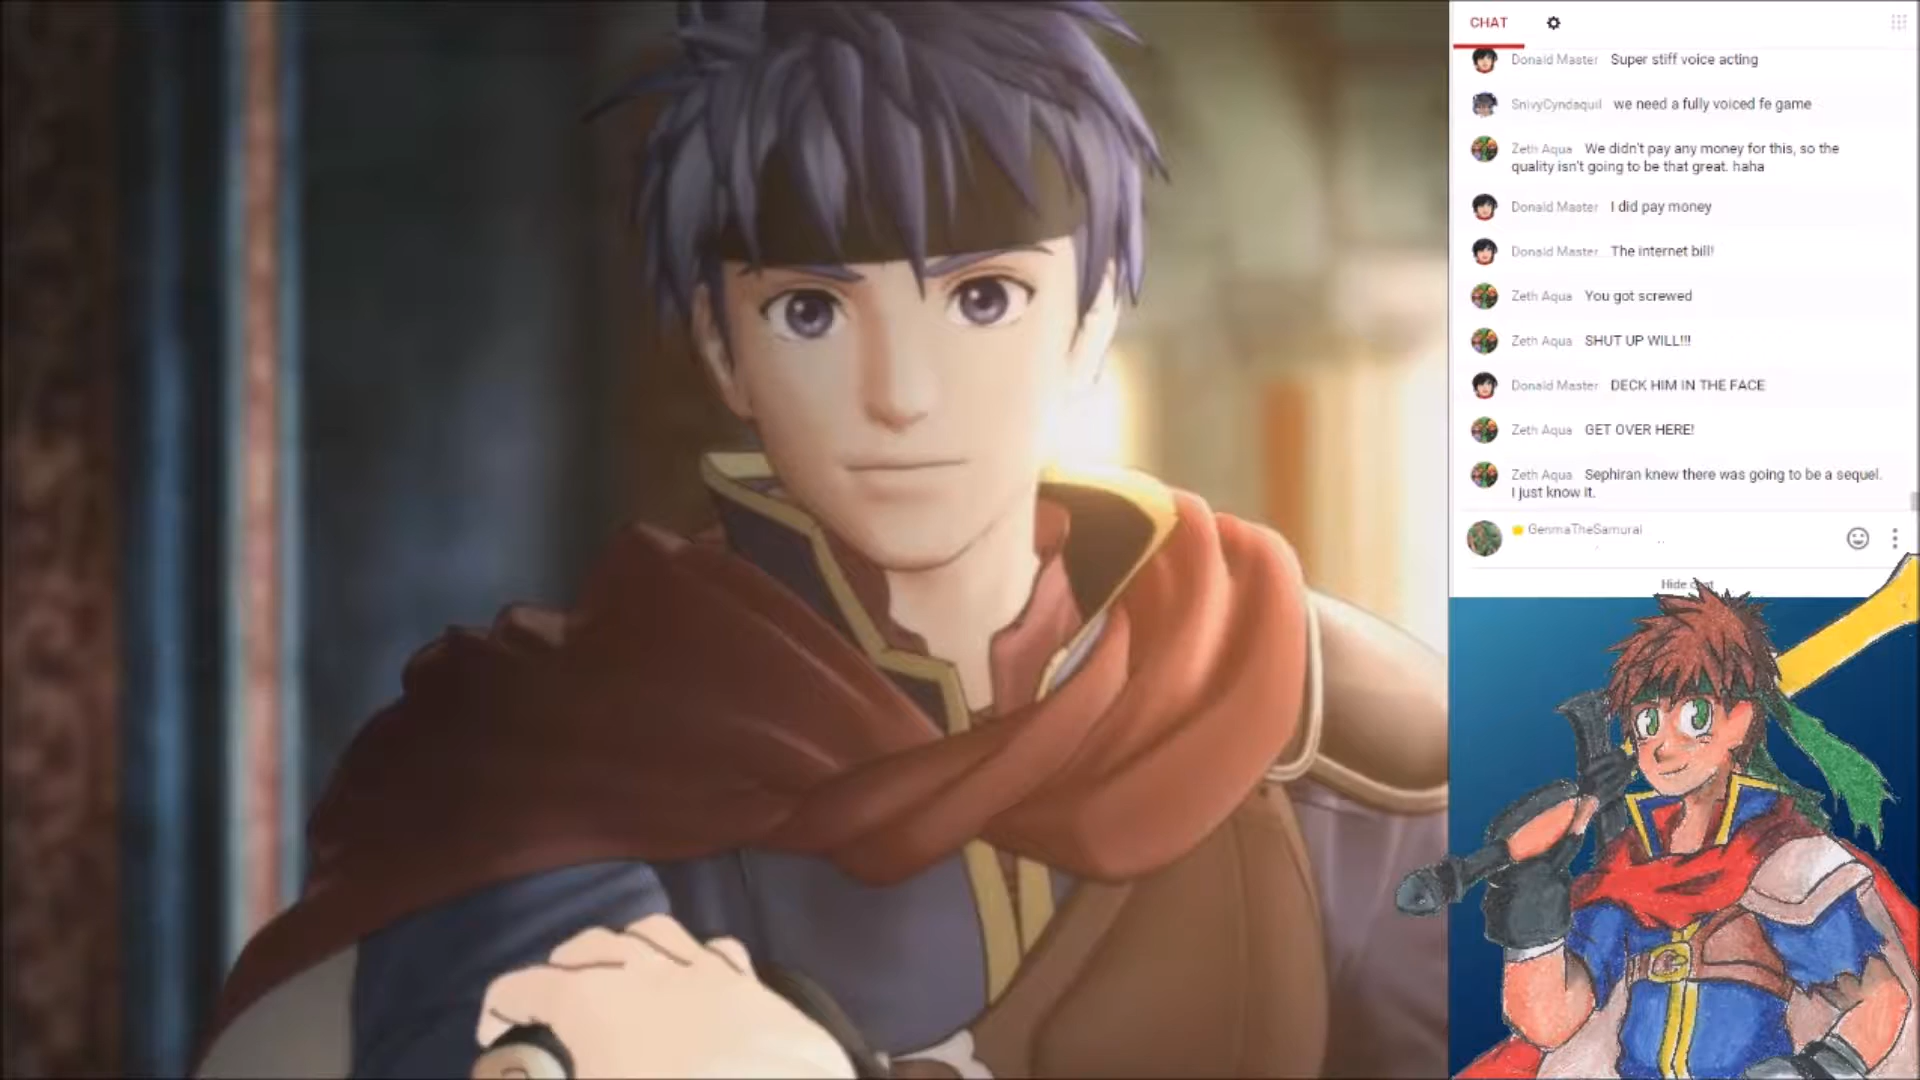 CHAT
Donald Master Super stiff voice acting
SnivyCyndaquil we need a fully voiced fe game
Zeth Aqua We didn't pay any money for this, so the
quality isn't going to be that great. haha
Donald Master I did pay money
Donald Master The internet bill!
Zeth Aqua You got screwed
Zeth Aqua SHUT UP WILL!!!
Donald Master DECK HIM IN THE FACE
Zeth Aqua GET OVER HERE!
Zeth Aqua Sephiran knew there was going to be a sequel.
I just know it.
GenmaTheSamurai
Hide